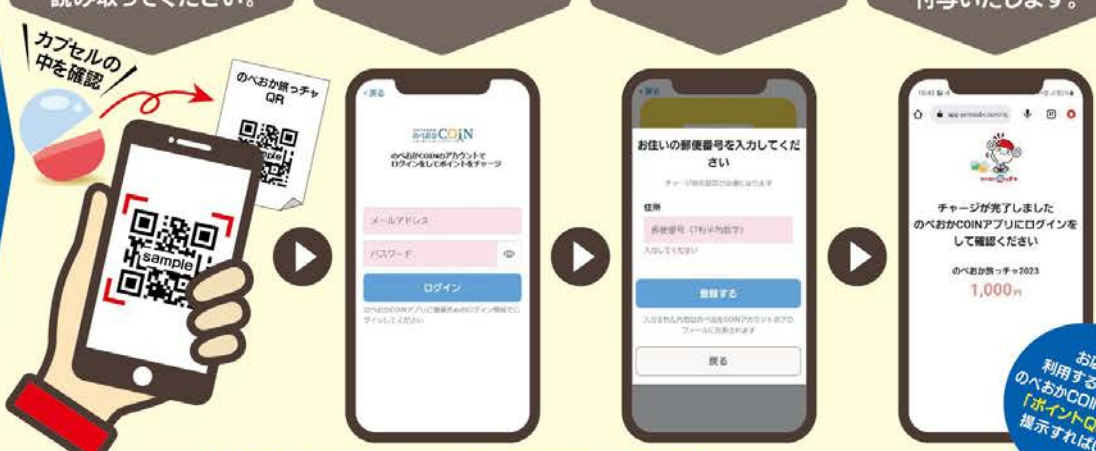 読み取ってください。
付与いたします。
カプセルの
中を確認
のべおか旅っチャ
QR
sample
< 戻る
のべおかCOIN
のべおかCOINのアカウントで
ログインをしてポイントをチャージ
メールアドレス
パスワード
ログイン
< 戻る
お住いの郵便番号を入力してくだ
さい
住所
郵便番号（7桁半角数字）
入力してください
登録する
戻る
チャージが完了しました
のべおかCOINアプリにログインを
して確認ください
のべおか旅っチャ2023
1,000円
利用する
のべおかCOIN
「ポイントQ
提示すれば